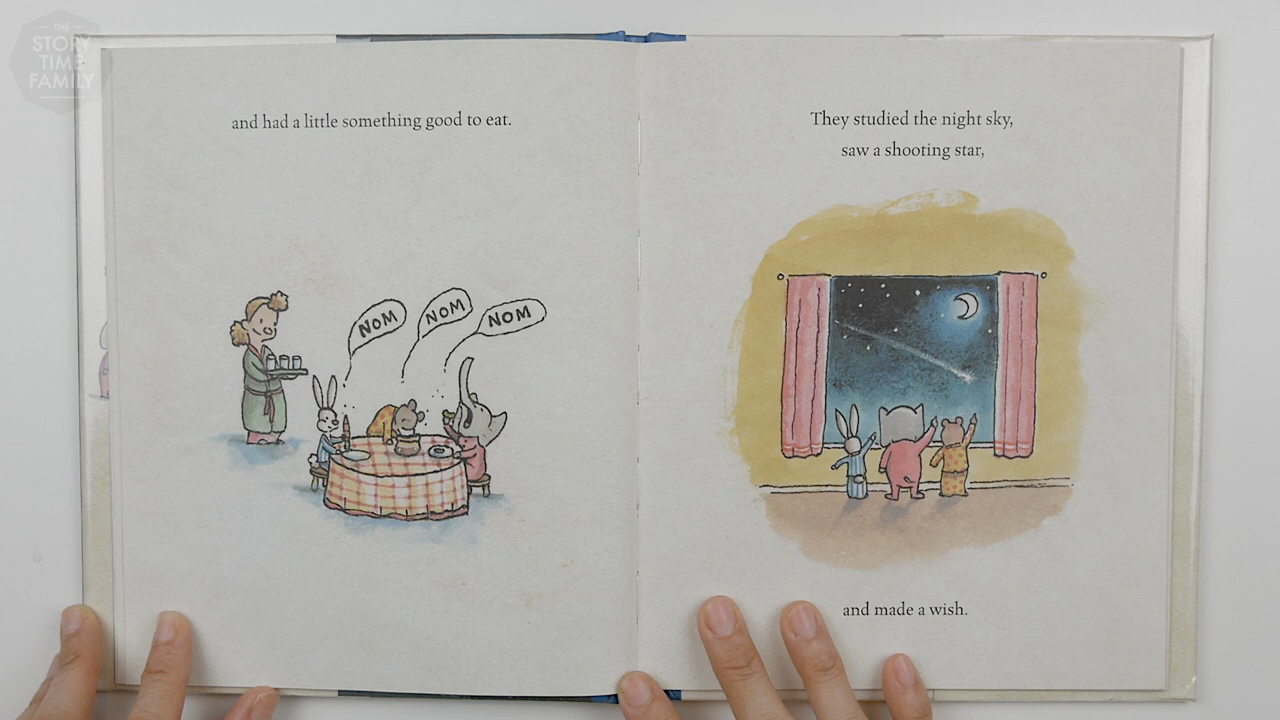 THE
STORY
TIME
FAMILY
and had a little something good to eat.
NOM
NOM
NOM
They studied the night sky,
saw a shooting star,
and made a wish.